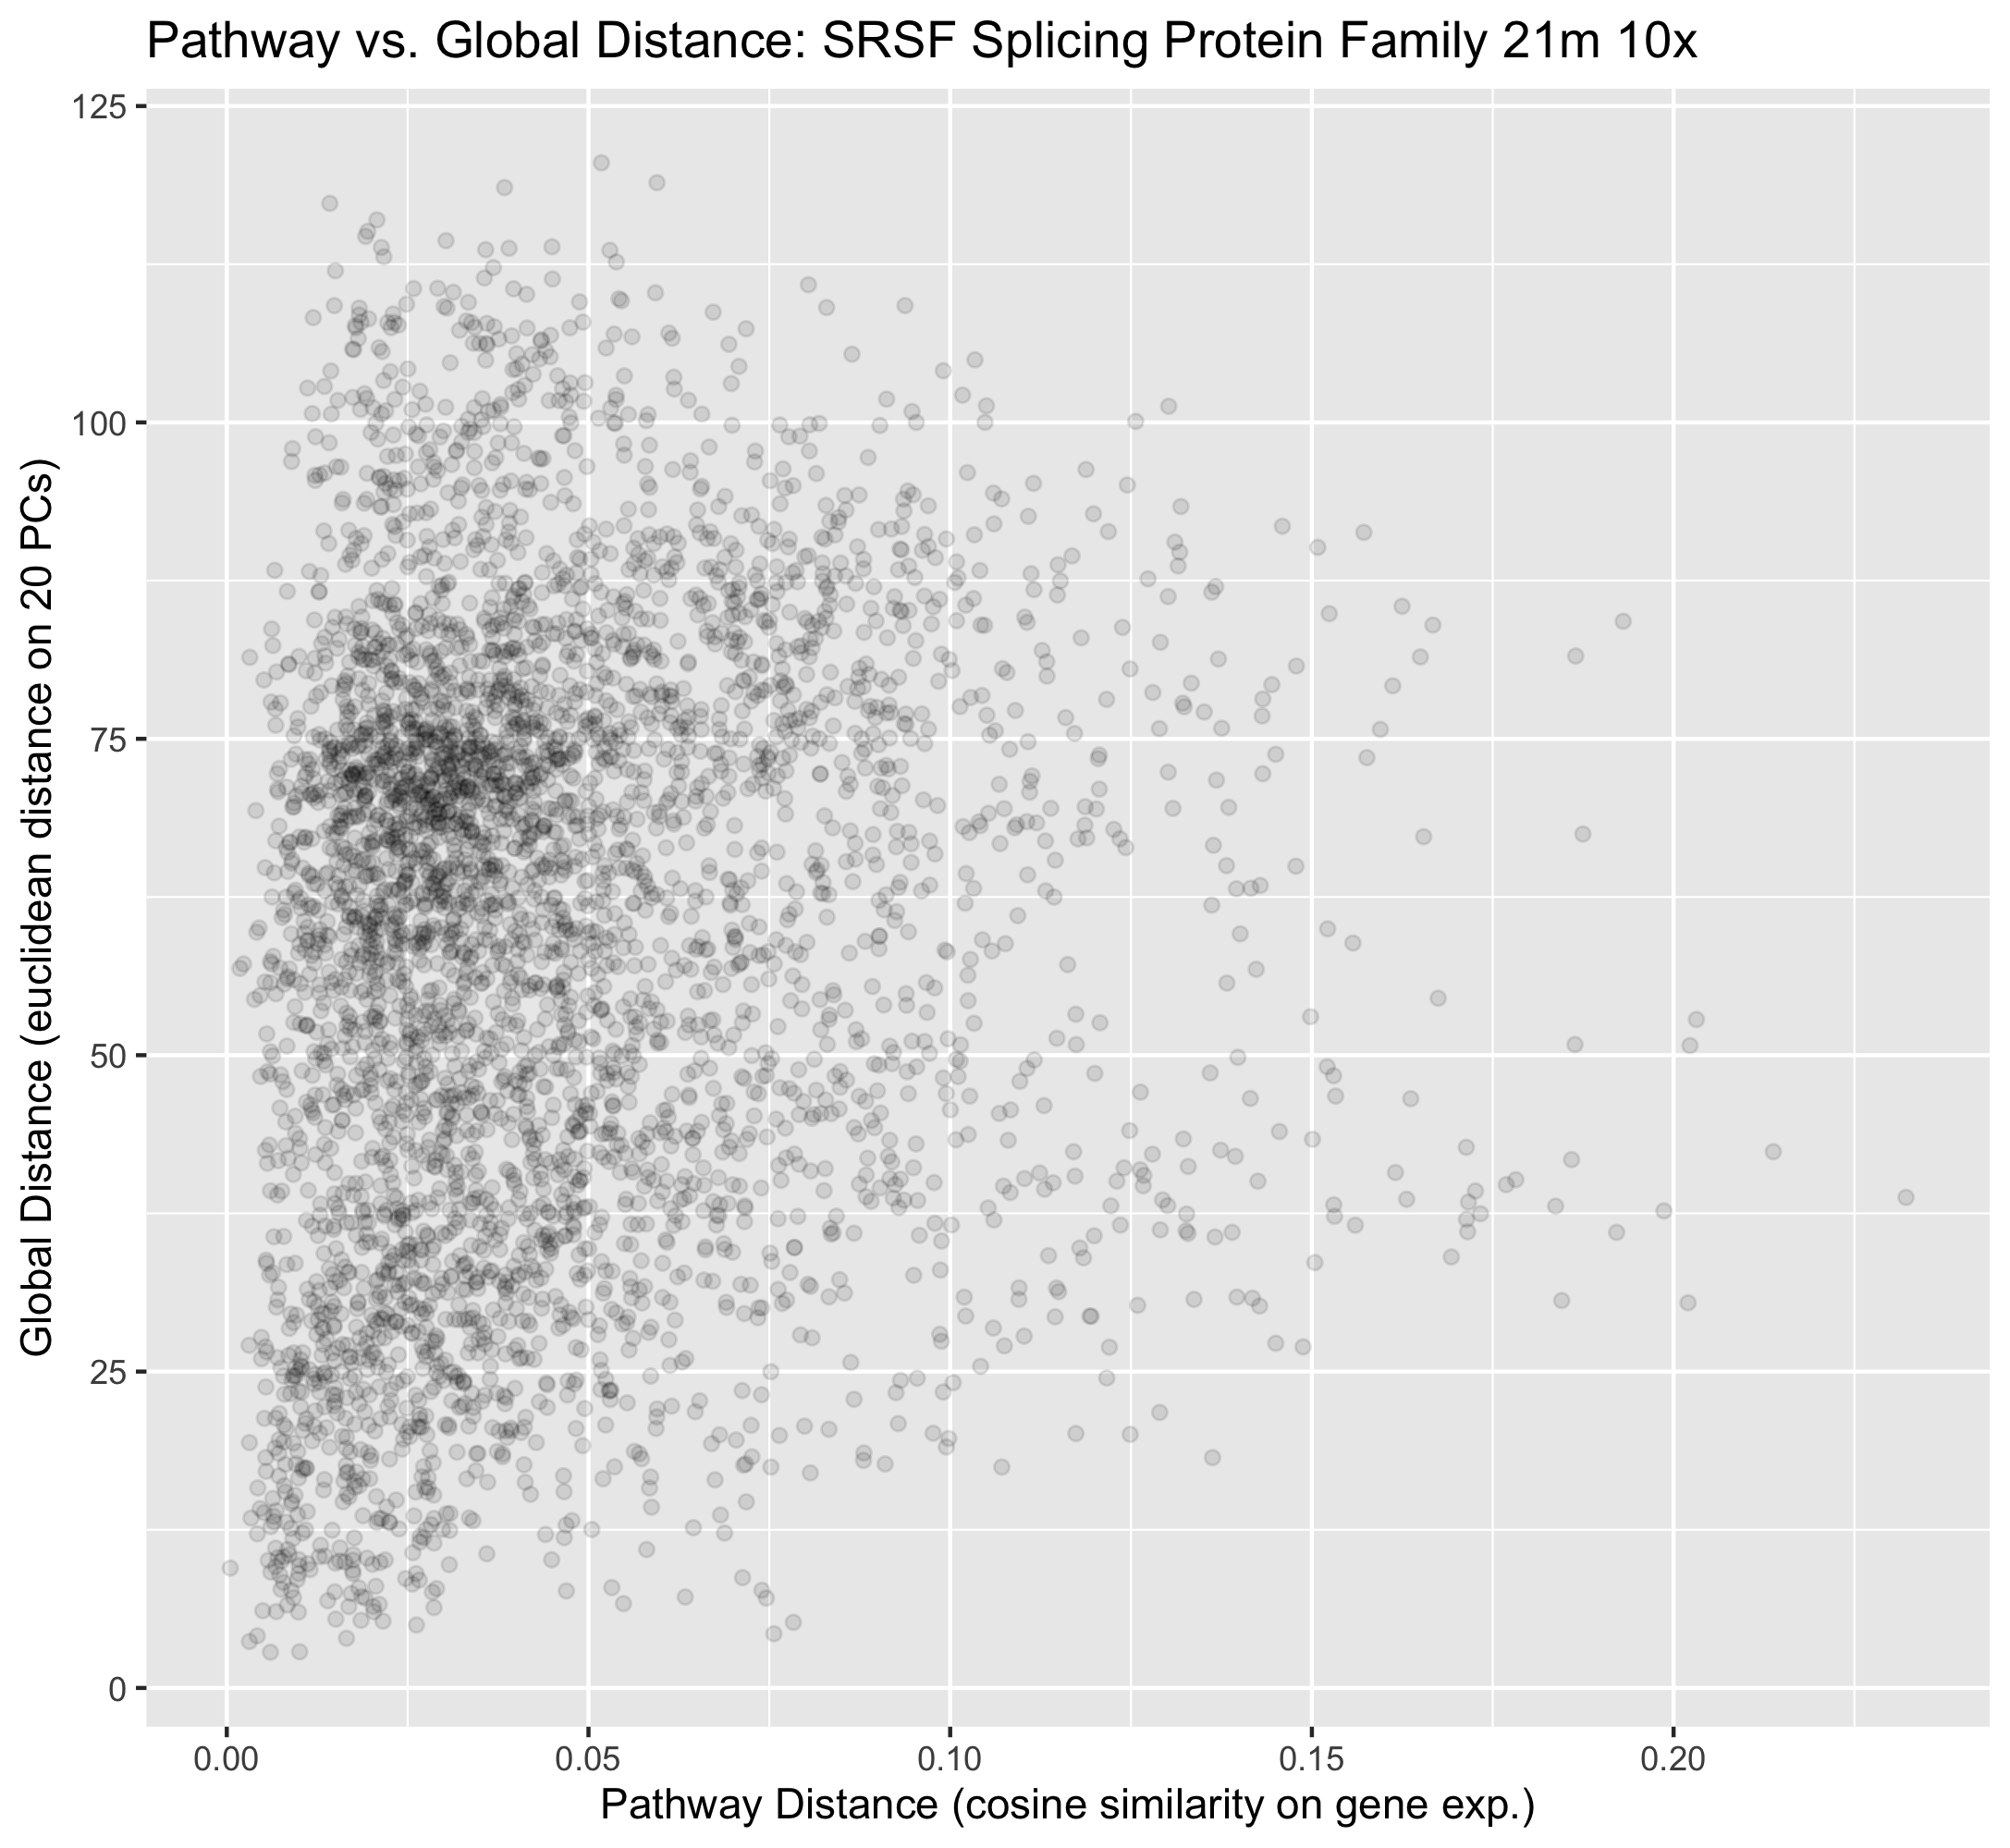 Pathway vs. Global Distance: SRSF Splicing Protein Family 21m 10x
Global Distance (euclidean distance on 20 PCs)
125
100
75
50
25
0
0.00 0.05 0.10 0.15 0.20
Pathway Distance (cosine similarity on gene exp.)